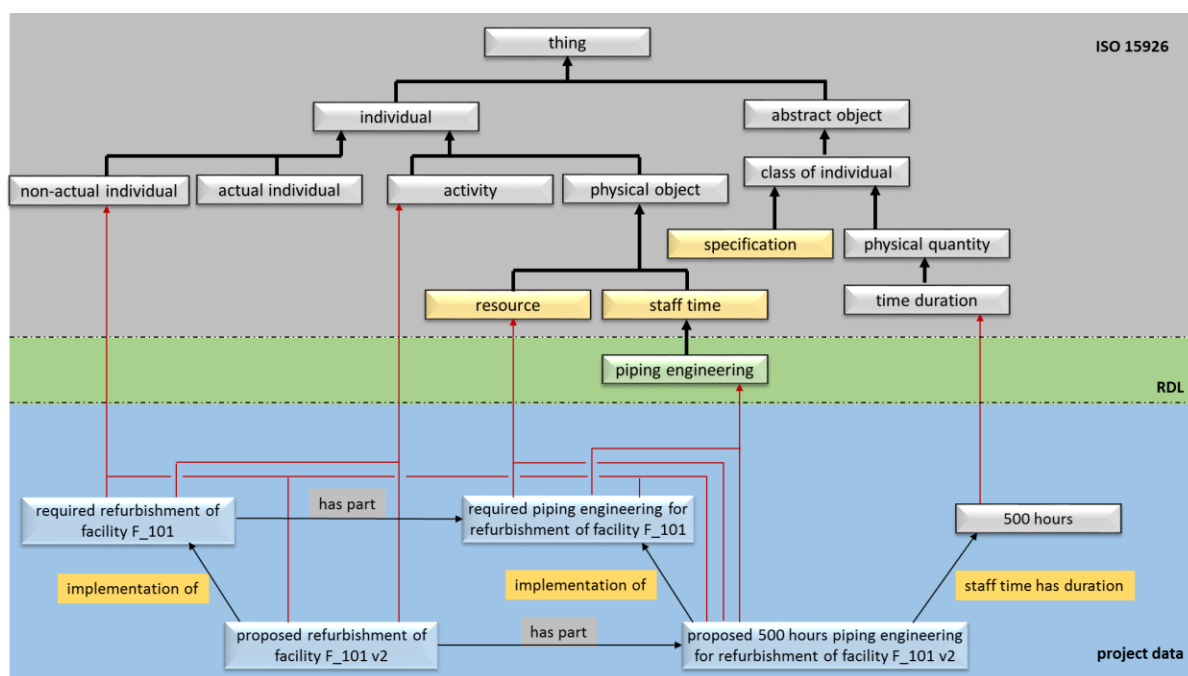 thing
ISO 15926
individual
abstract object
class of individual
non-actual individual
actual individual
activity
physical object
specification
physical quantity
resource
staff time
time duration
piping engineering
RDL
has part
required refurbishment of
facility F_101
required piping engineering for
refurbishment of facility F_101
500 hours
implementation of
implementation of
staff time has duration
proposed refurbishment of
facility F_101 v2
has part
proposed 500 hours piping engineering
for refurbishment of facility F_101 v2
project data